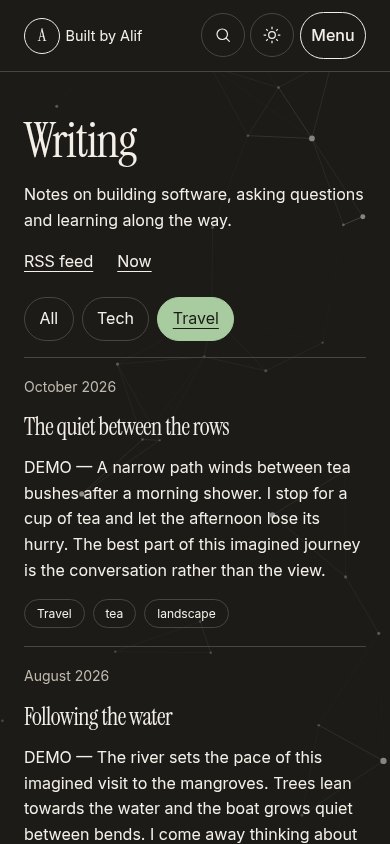 A Built by Alif
Menu
Writing
Notes on building software, asking questions
and learning along the way.
RSS feed Now
All Tech Travel
October 2026
The quiet between the rows
DEMO — A narrow path winds between tea
bushes after a morning shower. I stop for a
cup of tea and let the afternoon lose its
hurry. The best part of this imagined journey
is the conversation rather than the view.
Travel tea landscape
August 2026
Following the water
DEMO — The river sets the pace of this
imagined visit to the mangroves. Trees lean
towards the water and the boat grows quiet
between bends. I come away thinking about